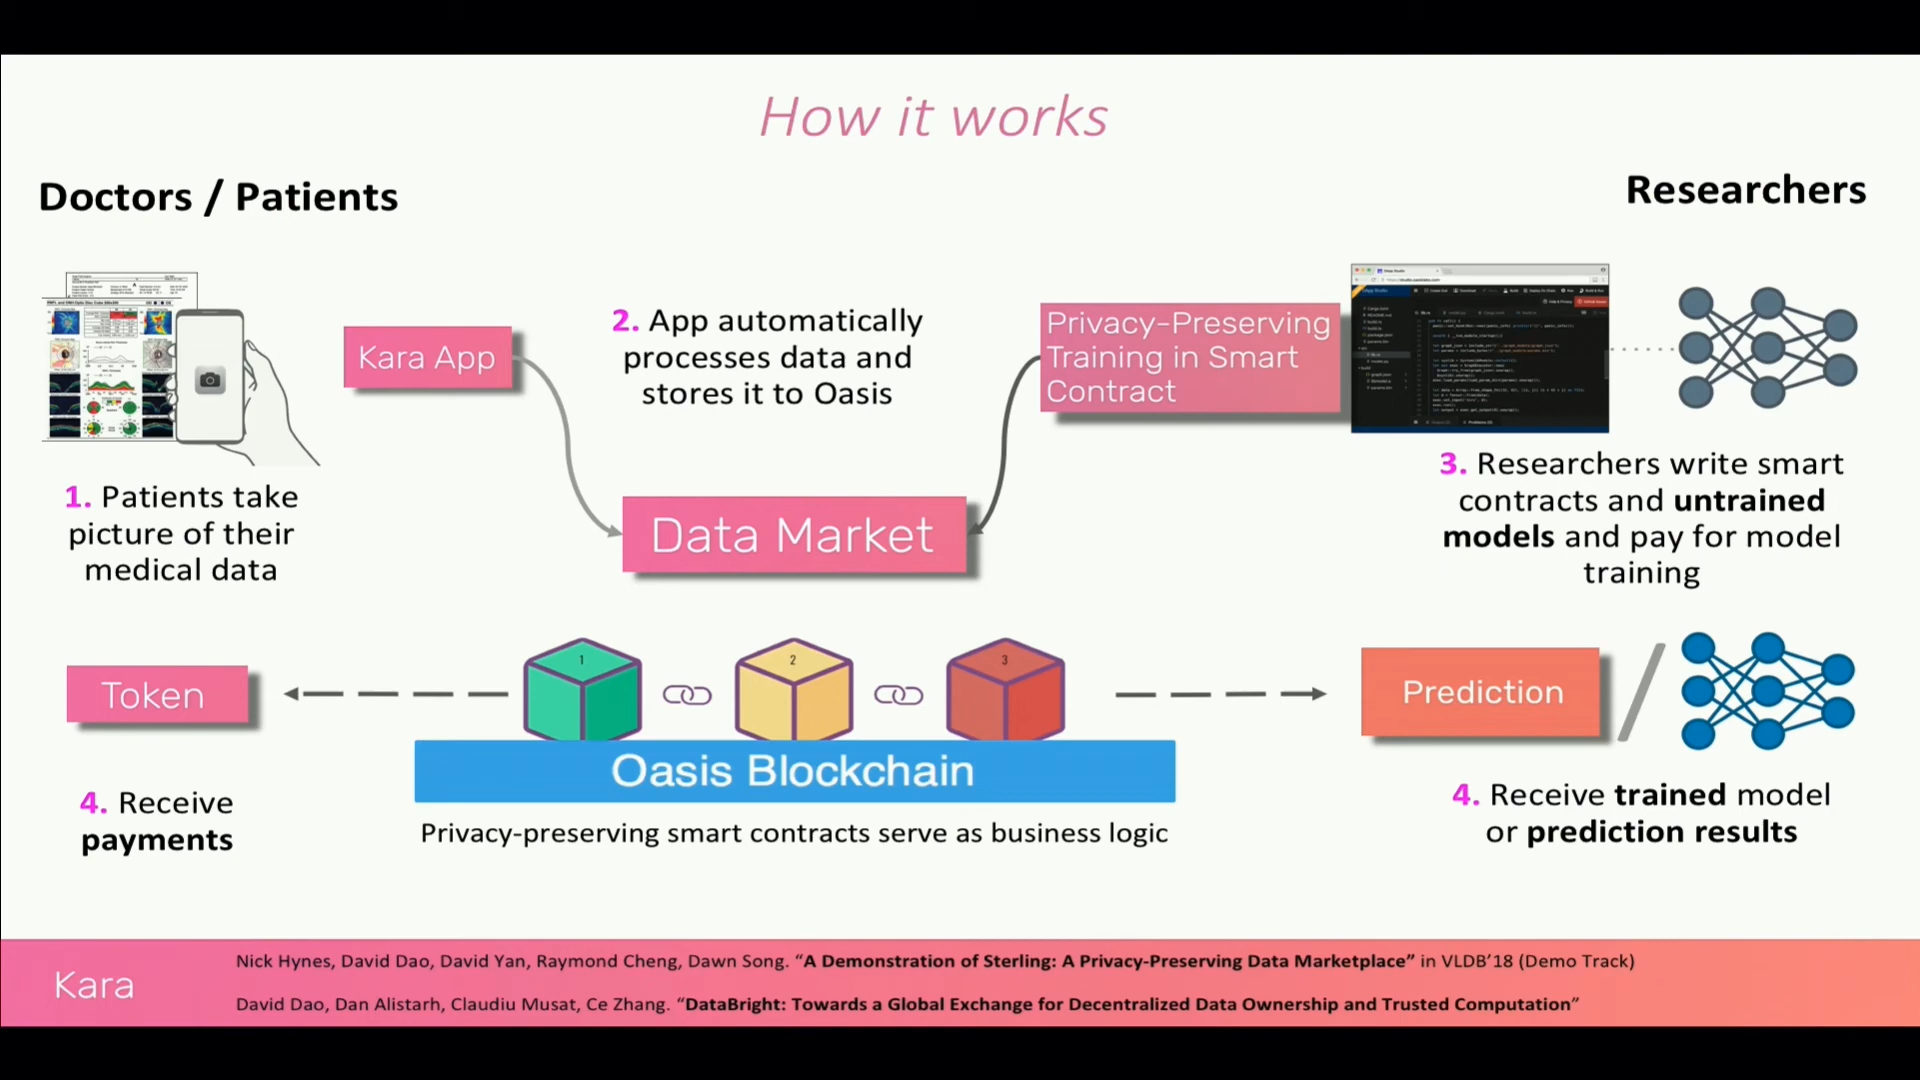 How it works
Doctors / Patients
Researchers
Kara App
2. App automatically
processes data and
stores it to Oasis
Privacy-Preserving
Training in Smart
Contract
1. Patients take
picture of their
medical data
Data Market
3. Researchers write smart
contracts and untrained
models and pay for model
training
Token
1
2
3
Prediction
Oasis Blockchain
4. Receive
payments
Privacy-preserving smart contracts serve as business logic
4. Receive trained model
or prediction results
Kara
Nick Hynes, David Dao, David Yan, Raymond Cheng, Dawn Song. “A Demonstration of Sterling: A Privacy-Preserving Data Marketplace” in VLDB’18 (Demo Track)
David Dao, Dan Alistarh, Claudiu Musat, Ce Zhang. “DataBright: Towards a Global Exchange for Decentralized Data Ownership and Trusted Computation”